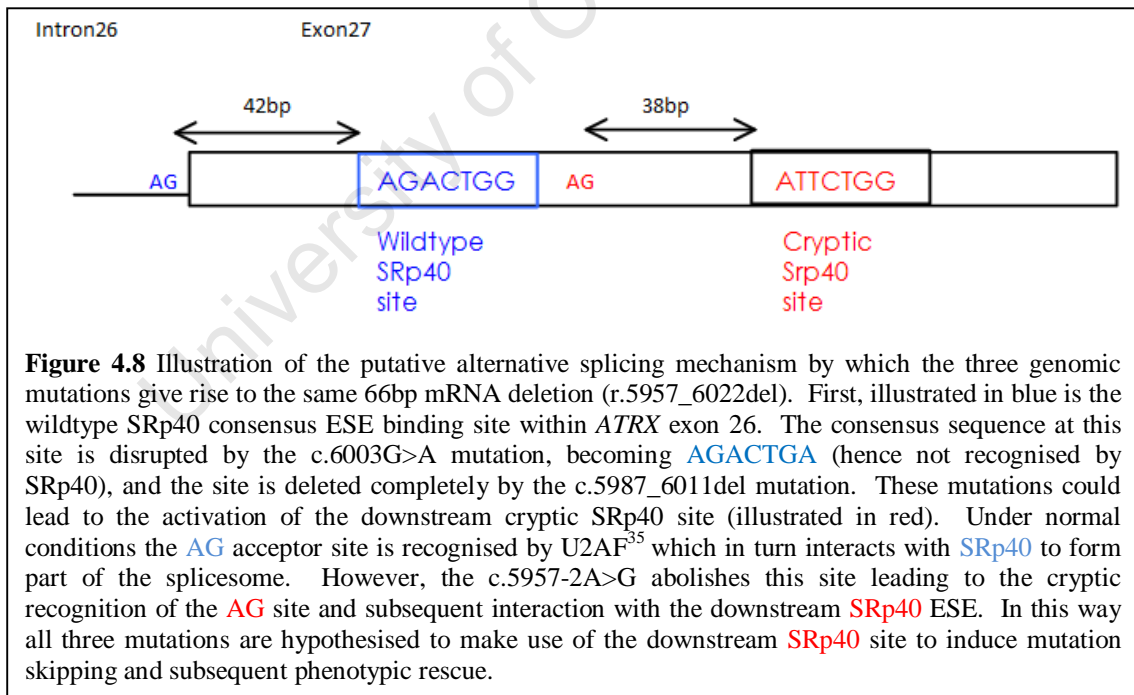 Intron26 Exon27
42bp 38bp
AG AGACTGG AG ATTCTGG
Wildtype Cryptic
SRp40 Srp40
site site
University of C
Figure 4.8 Illustration of the putative alternative splicing mechanism by which the three genomic
mutations give rise to the same 66bp mRNA deletion (r.5957_6022del). First, illustrated in blue is the
wildtype SRp40 consensus ESE binding site within ATRX exon 26. The consensus sequence at this
site is disrupted by the c.6003G>A mutation, becoming AGACTGA (hence not recognised by
SRp40), and the site is deleted completely by the c.5987_6011del mutation. These mutations could
lead to the activation of the downstream cryptic SRp40 site (illustrated in red). Under normal
conditions the AG acceptor site is recognised by U2AF35 which in turn interacts with SRp40 to form
part of the splicesome. However, the c.5957-2A>G abolishes this site leading to the cryptic
recognition of the AG site and subsequent interaction with the downstream SRp40 ESE. In this way
all three mutations are hypothesised to make use of the downstream SRp40 site to induce mutation
skipping and subsequent phenotypic rescue.